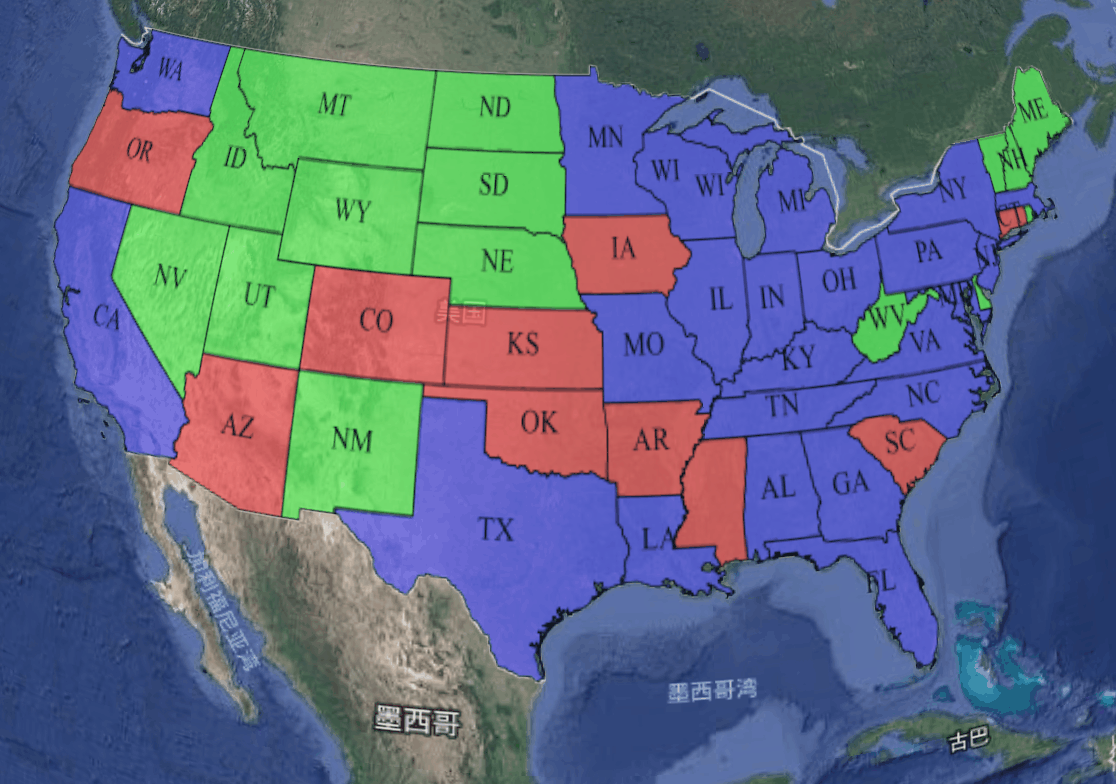 WA
MT
ND
MN
ME
OR
ID
SD
WI
WI
MI
NH
NY
WY
CT
IA
PA
NJ
NV
UT
NE
OH
IL
IN
MD
CA
CO
美国
KS
MO
KY
WV
VA
AZ
NM
OK
AR
TN
NC
SC
TX
LA
AL
GA
FL
加利福尼亚湾
墨西哥
墨西哥湾
古巴